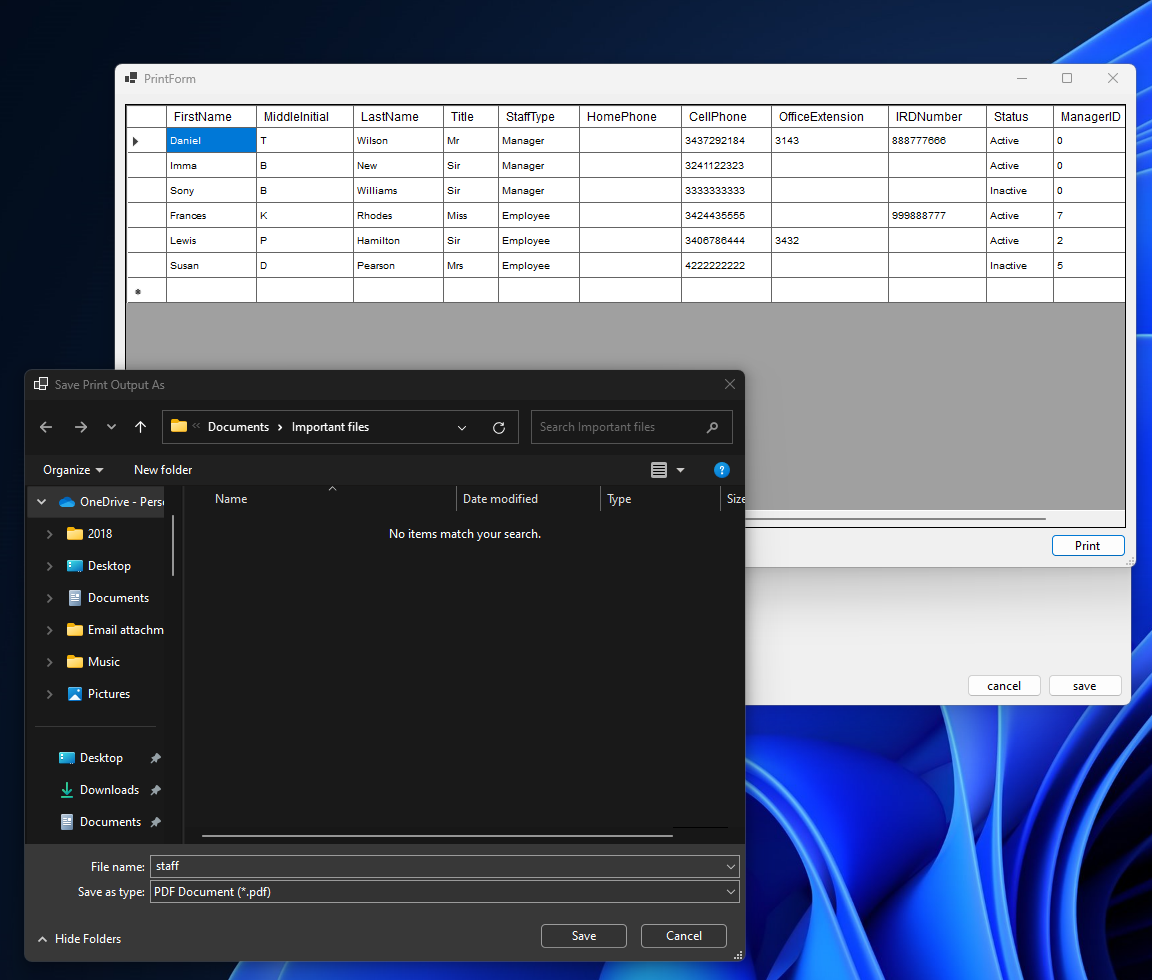 PrintForm
FirstName MiddleInitial LastName Title StaffType HomePhone CellPhone OfficeExtension IRDNumber Status ManagerID
Daniel T Wilson Mr Manager 3437292184 3143 888777666 Active 0
Imma B New Sir Manager 3241122323 Active 0
Sony B Williams Sir Manager 3333333333 Inactive 0
Frances K Rhodes Miss Employee 3424435555 999888777 Active 7
Lewis P Hamilton Sir Employee 3406786444 3432 Active 2
Susan D Pearson Mrs Employee 4222222222 Inactive 5
Print
cancel save
Save Print Output As
Documents > Important files Search Important files
Organize New folder ?
Name Date modified Type Size
No items match your search.
OneDrive - Pers
2018
Desktop
Documents
Email attachm
Music
Pictures
Desktop
Downloads
Documents
File name: staff
Save as type: PDF Document (*.pdf)
Hide Folders Save Cancel